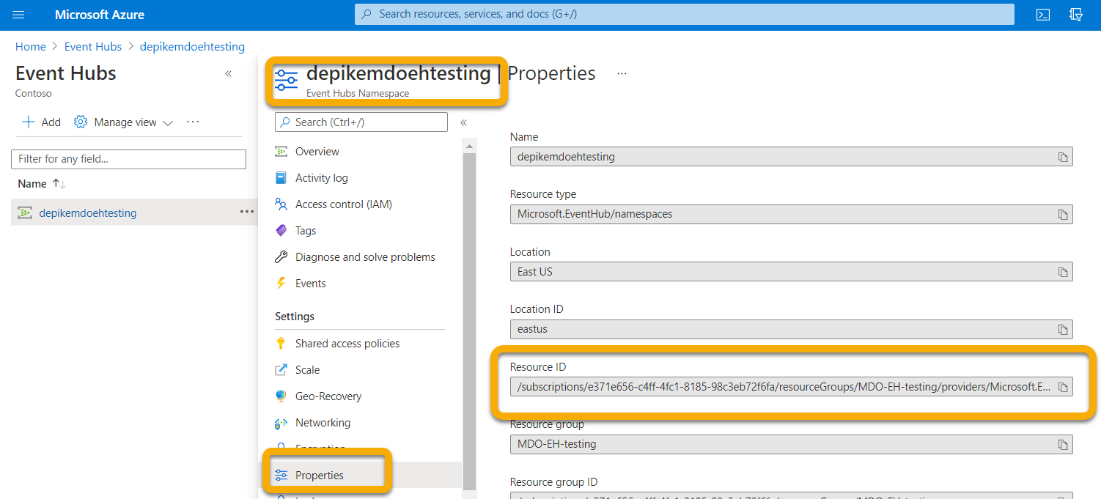 Microsoft Azure
Search resources, services, and docs (G+/)
Home > Event Hubs > depikemdoehtesting
Event Hubs
Contoso
Add Manage view
Filter for any field...
Name
depikemdoehtesting
depikemdoehtesting | Properties
Event Hubs Namespace
Search (Ctrl+/)
Overview
Activity log
Access control (IAM)
Tags
Diagnose and solve problems
Events
Settings
Shared access policies
Scale
Geo-Recovery
Networking
Encryption
Properties
Name
depikemdoehtesting
Resource type
Microsoft.EventHub/namespaces
Location
East US
Location ID
eastus
Resource ID
/subscriptions/e371e656-c4ff-4fc1-8185-98c3eb72f6fa/resourceGroups/MDO-EH-testing/providers/Microsoft.E...
Resource group
MDO-EH-testing
Resource group ID